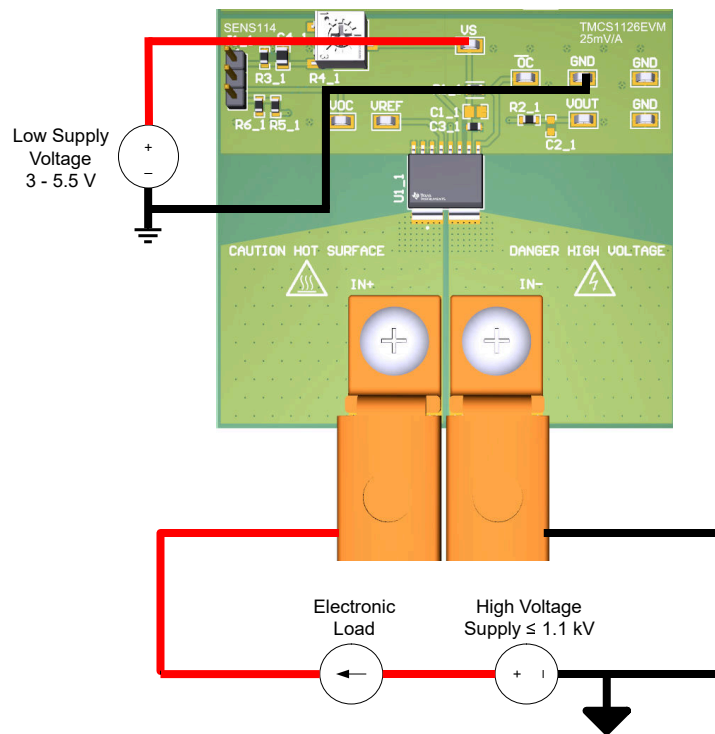 SENS114
VS
TMCS1126EVM
25mV/A
OC
GND
GND
R3_1
R4_1
R6_1
R5_1
VOC
VREF
C1_1
C3_1
R2_1
VOUT
GND
C2_1
Low Supply
Voltage
3 - 5.5 V
+
–
U1_1
TEXAS
INSTRUMENTS
CAUTION HOT SURFACE
DANGER HIGH VOLTAGE
IN+
IN-
Electronic
Load
High Voltage
Supply ≤ 1.1 kV
+
–